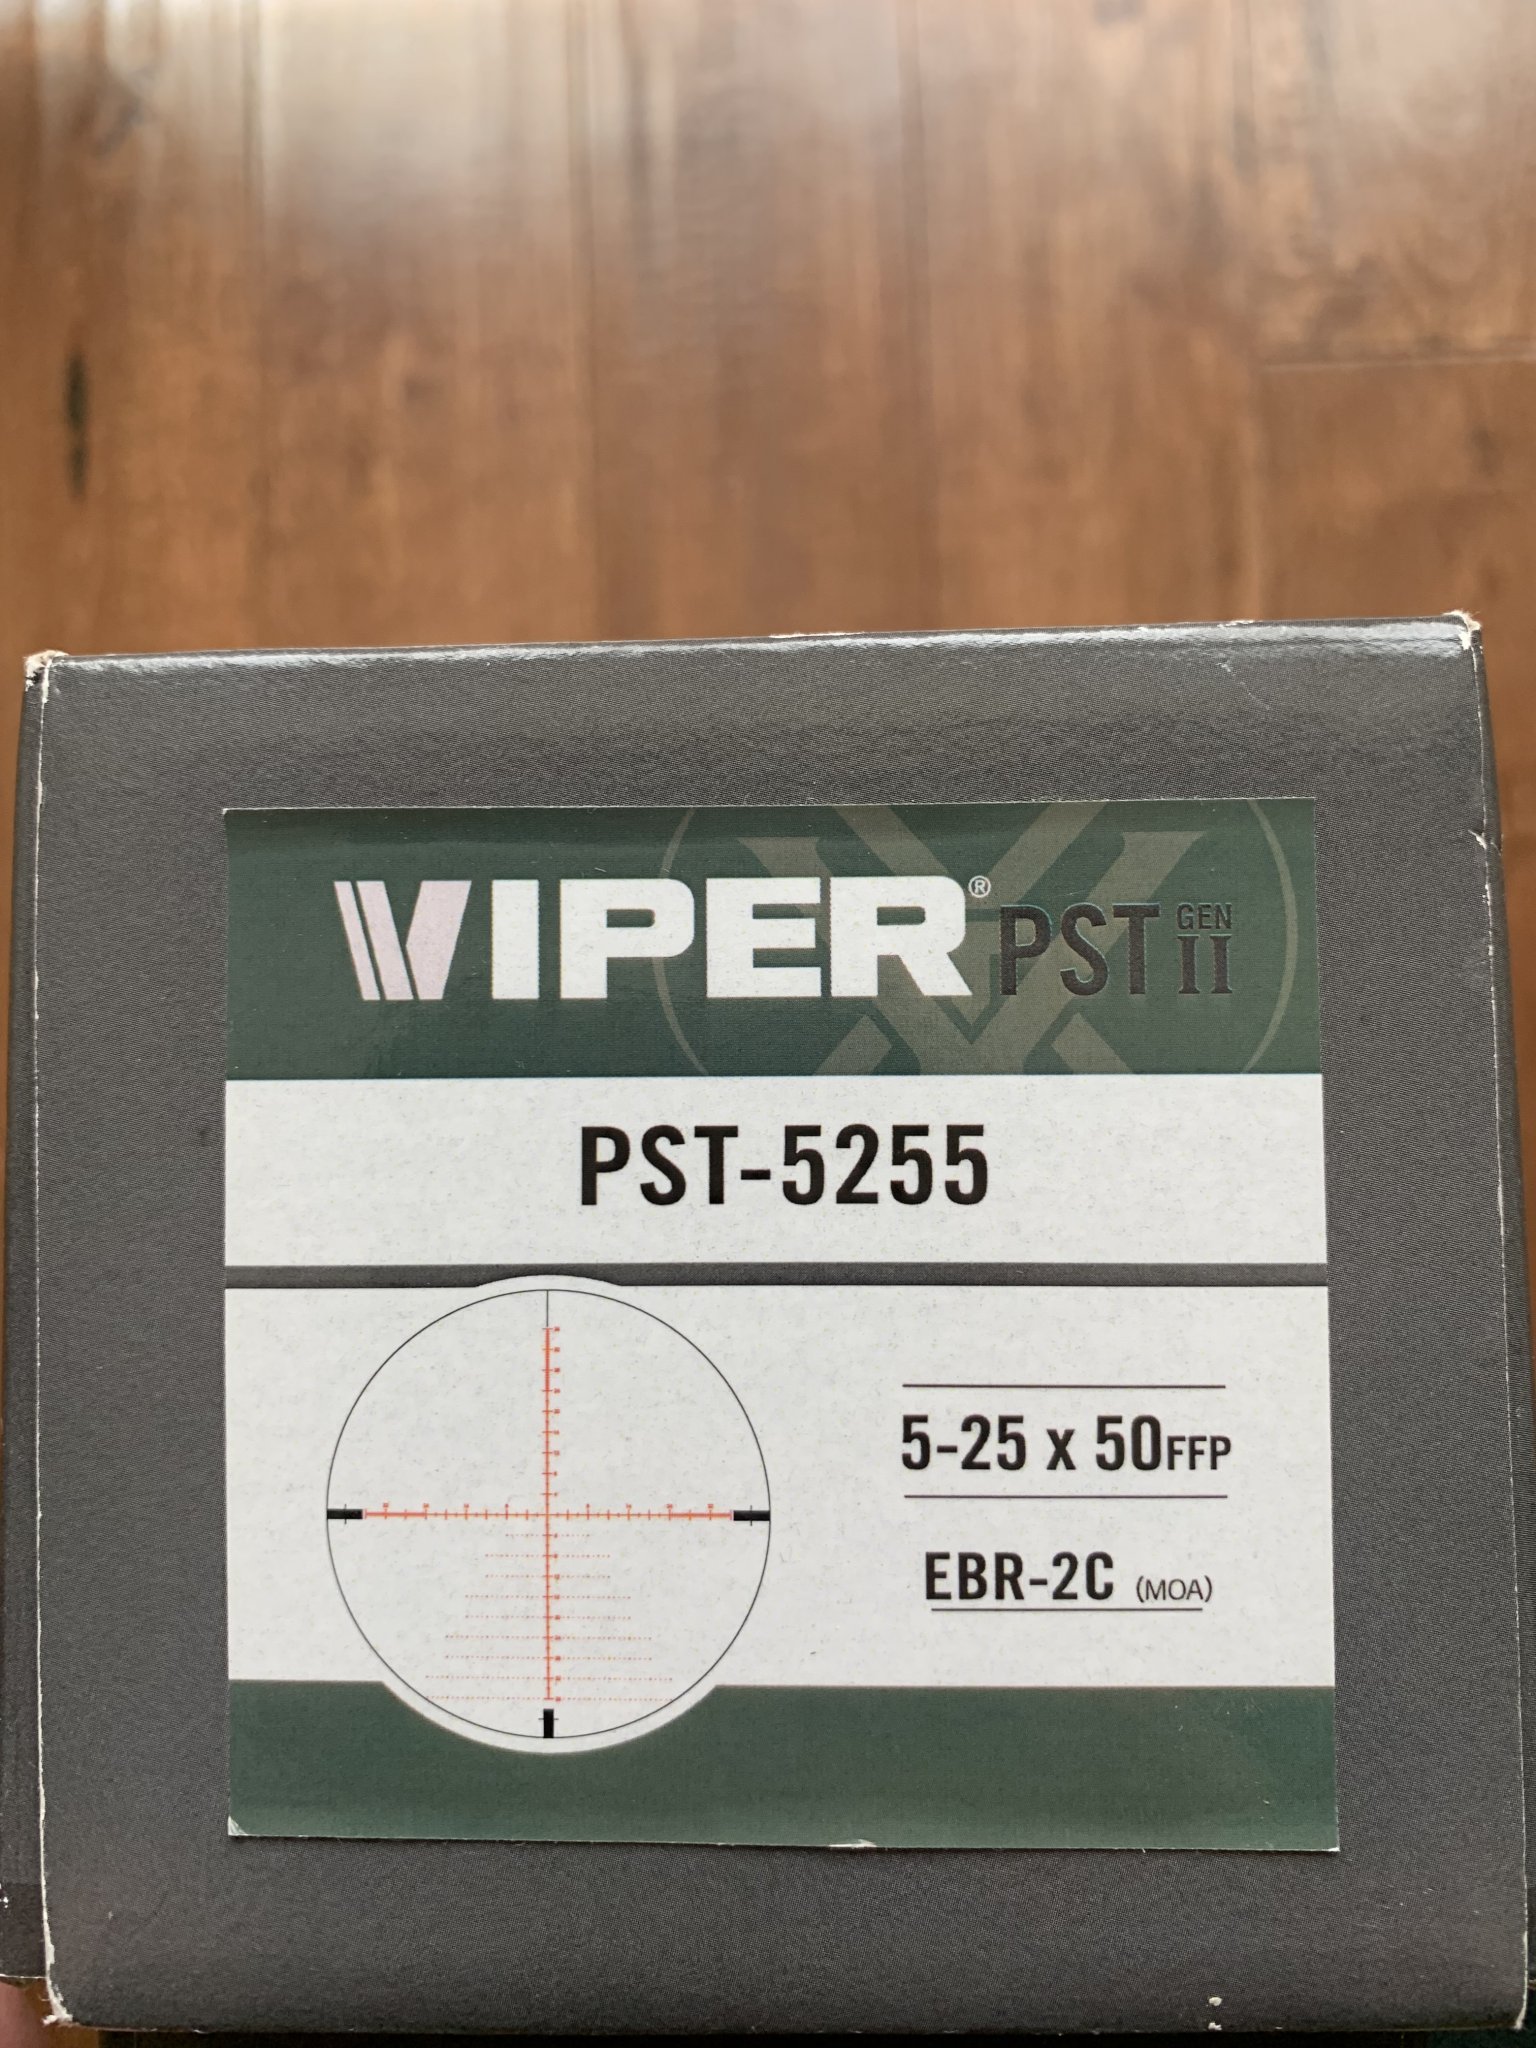 VIPER® PST GEN II
PST-5255
5-25 x 50FFP
EBR-2C (MOA)